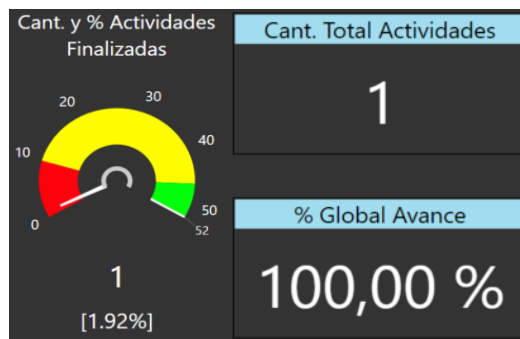 Cant. y % Actividades
Finalizadas
0
10
20
30
40
50
52
1
[1.92%]
Cant. Total Actividades
1
% Global Avance
100,00 %